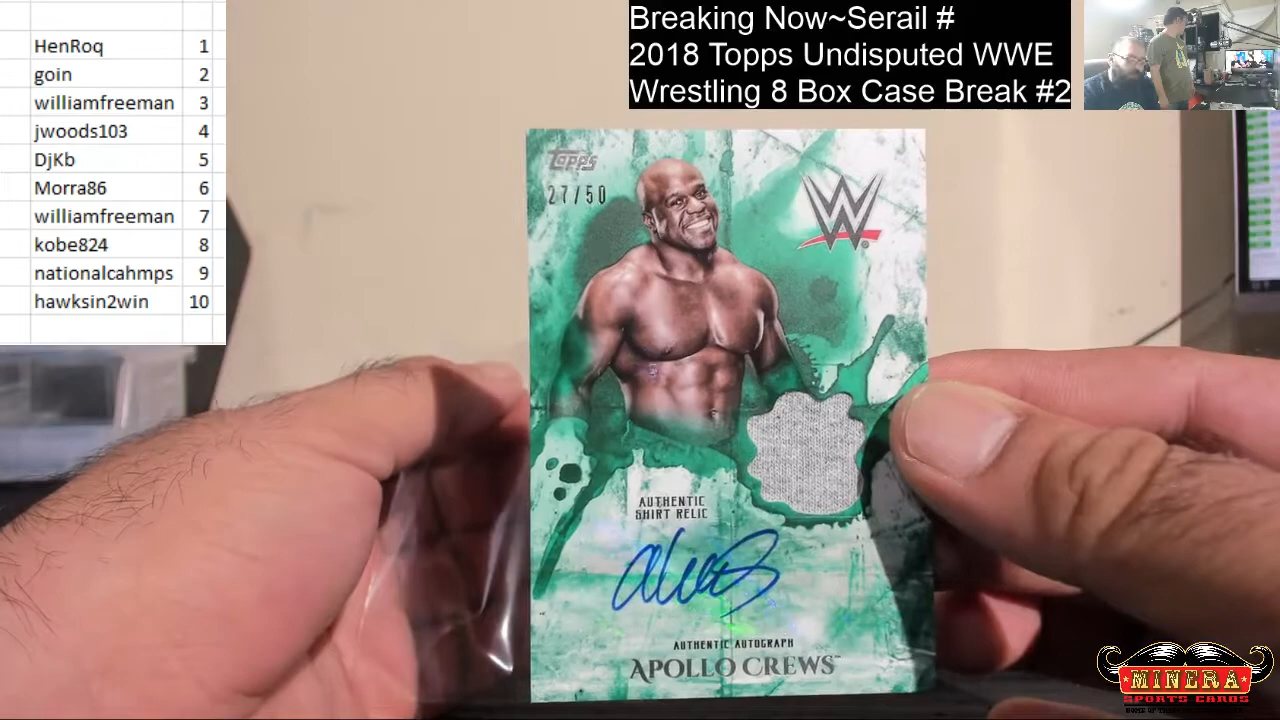 HenRoq 1
goin 2
williamfreeman 3
jwoods103 4
DjKb 5
Morra86 6
williamfreeman 7
kobe824 8
nationalcahmps 9
hawksin2win 10
Breaking Now~Serail #
2018 Topps Undisputed WWE
Wrestling 8 Box Case Break #2
Topps
27/50
W
AUTHENTIC
SHIRT RELIC
AUTHENTIC AUTOGRAPH
APOLLO CREWS
MINERA
SPORTS CARDS